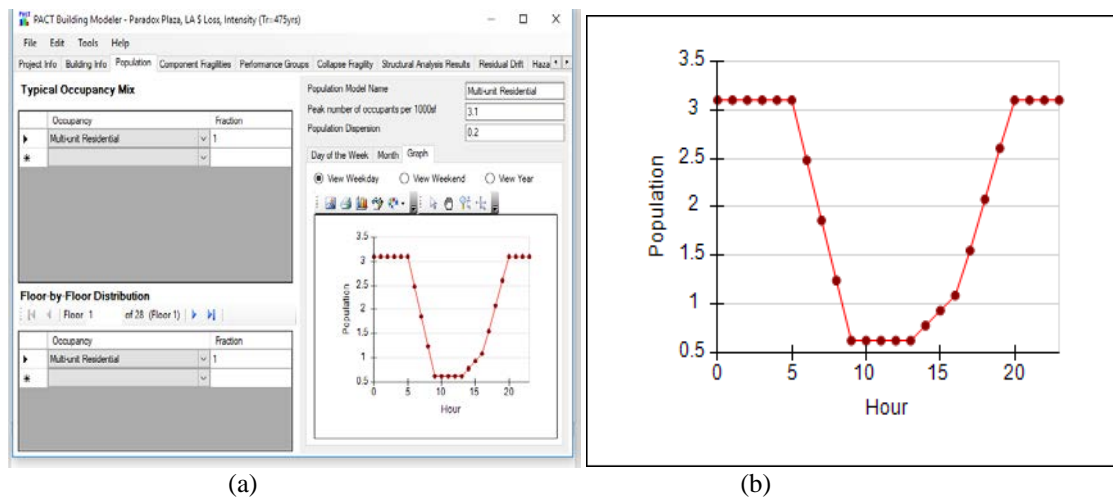 PACT Building Modeler - Paradox Plaza, LA $ Loss, Intensity (Tr=475yrs)
File Edit Tools Help
Project Info Building Info Population Component Fragilities Performance Groups Collapse Fragility Structural Analysis Results Residual Drift Haza
Typical Occupancy Mix
Occupancy Fraction
Multi-unit Residential 1
Floor-by-Floor Distribution
Floor 1 of 28 (Floor 1)
Occupancy Fraction
Multi-unit Residential 1
Population Model Name Multi-unit Residential
Peak number of occupants per 1000sf 3.1
Population Dispersion 0.2
Day of the Week Month Graph
View Weekday View Weekend View Year
3.5
3
2.5
2
1.5
1
0.5
Population
0 5 10 15 20
Hour
(a)
3.5
3
2.5
2
1.5
1
0.5
Population
0 5 10 15 20
Hour
(b)